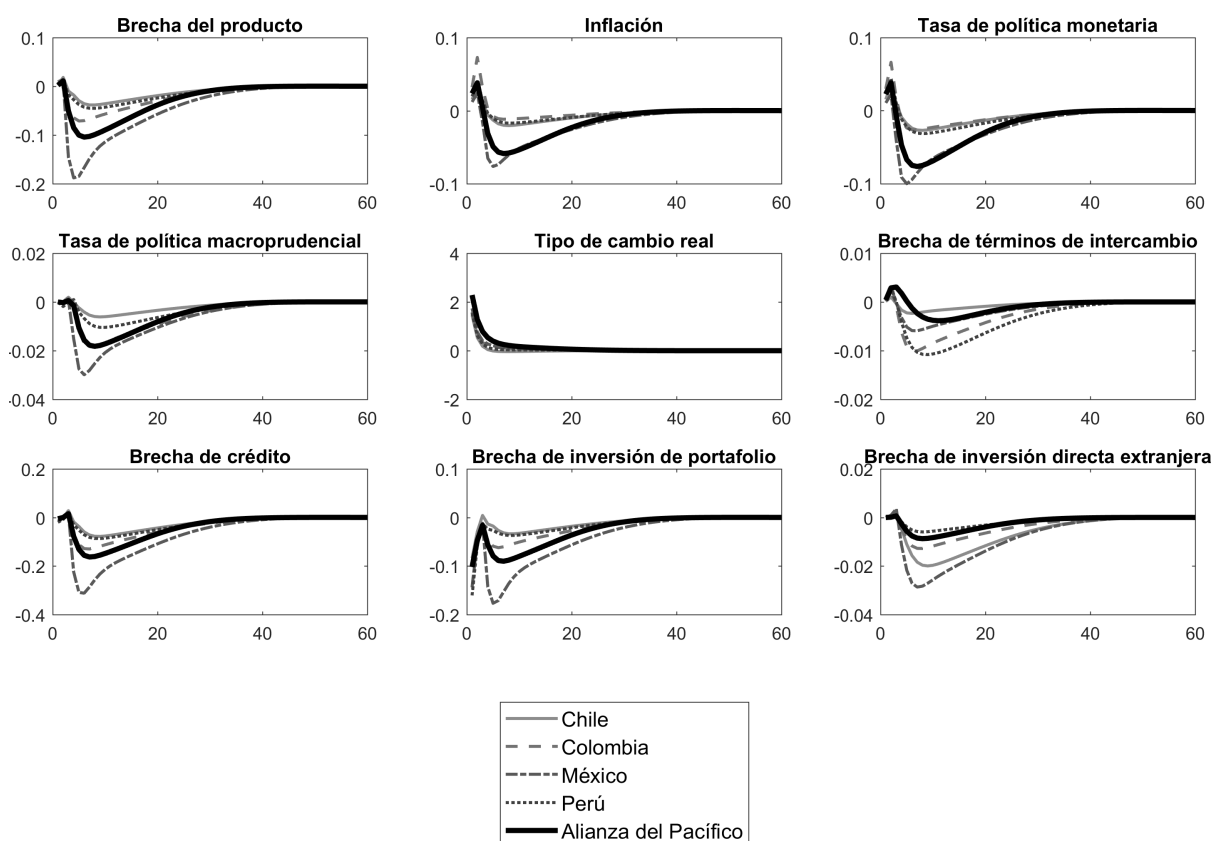 Brecha del producto
0.1
0
-0.1
-0.2
0 20 40 60
Inflación
0.1
0
-0.1
0 20 40 60
Tasa de política monetaria
0.1
0
-0.1
0 20 40 60
Tasa de política macroprudencial
0.02
0
-0.02
-0.04
0 20 40 60
Tipo de cambio real
4
2
0
-2
0 20 40 60
Brecha de términos de intercambio
0.01
0
-0.01
-0.02
0 20 40 60
Brecha de crédito
0.2
0
-0.2
-0.4
0 20 40 60
Brecha de inversión de portafolio
0.1
0
-0.1
-0.2
0 20 40 60
Brecha de inversión directa extranjera
0.02
0
-0.02
-0.04
0 20 40 60
Chile
Colombia
México
Perú
Alianza del Pacífico